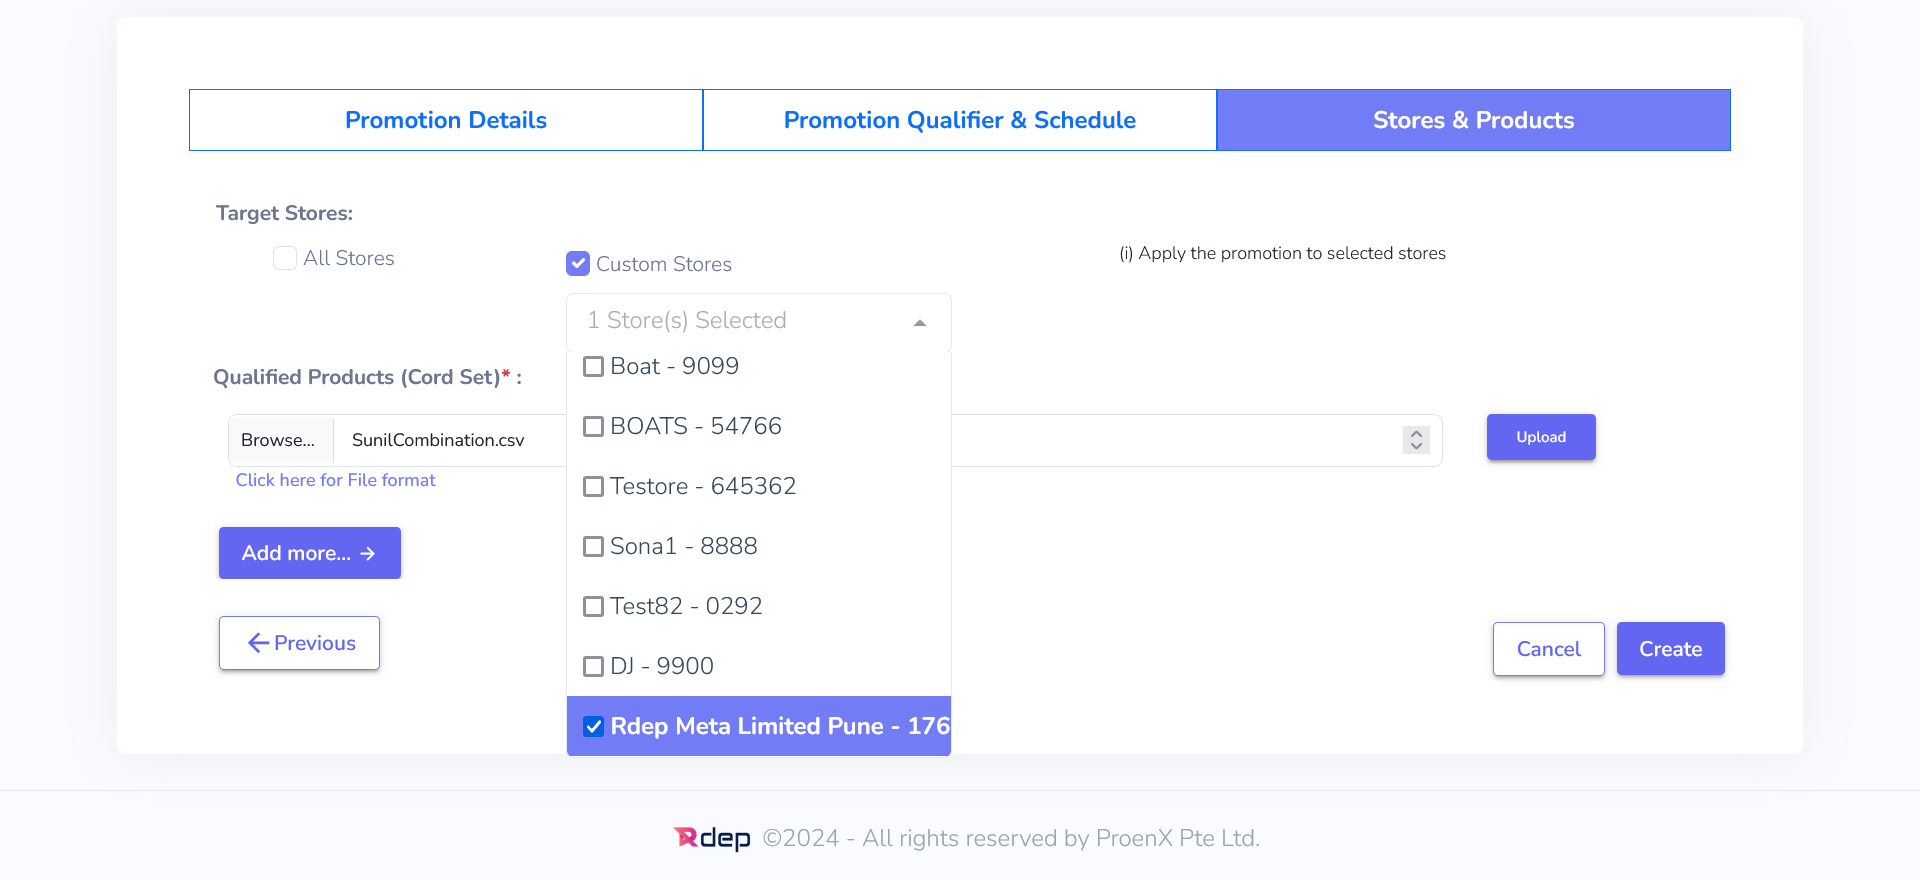 Promotion Details
Promotion Qualifier & Schedule
Stores & Products
Target Stores:
All Stores
Custom Stores
(i) Apply the promotion to selected stores
1 Store(s) Selected
Boat - 9099
BOATS - 54766
Testore - 645362
Sona1 - 8888
Test82 - 0292
DJ - 9900
Rdep Meta Limited Pune - 176
Qualified Products (Cord Set)* :
Browse... SunilCombination.csv
Upload
Click here for File format
Add more...
Previous
Cancel
Create
Rdep ©2024 - All rights reserved by ProenX Pte Ltd.